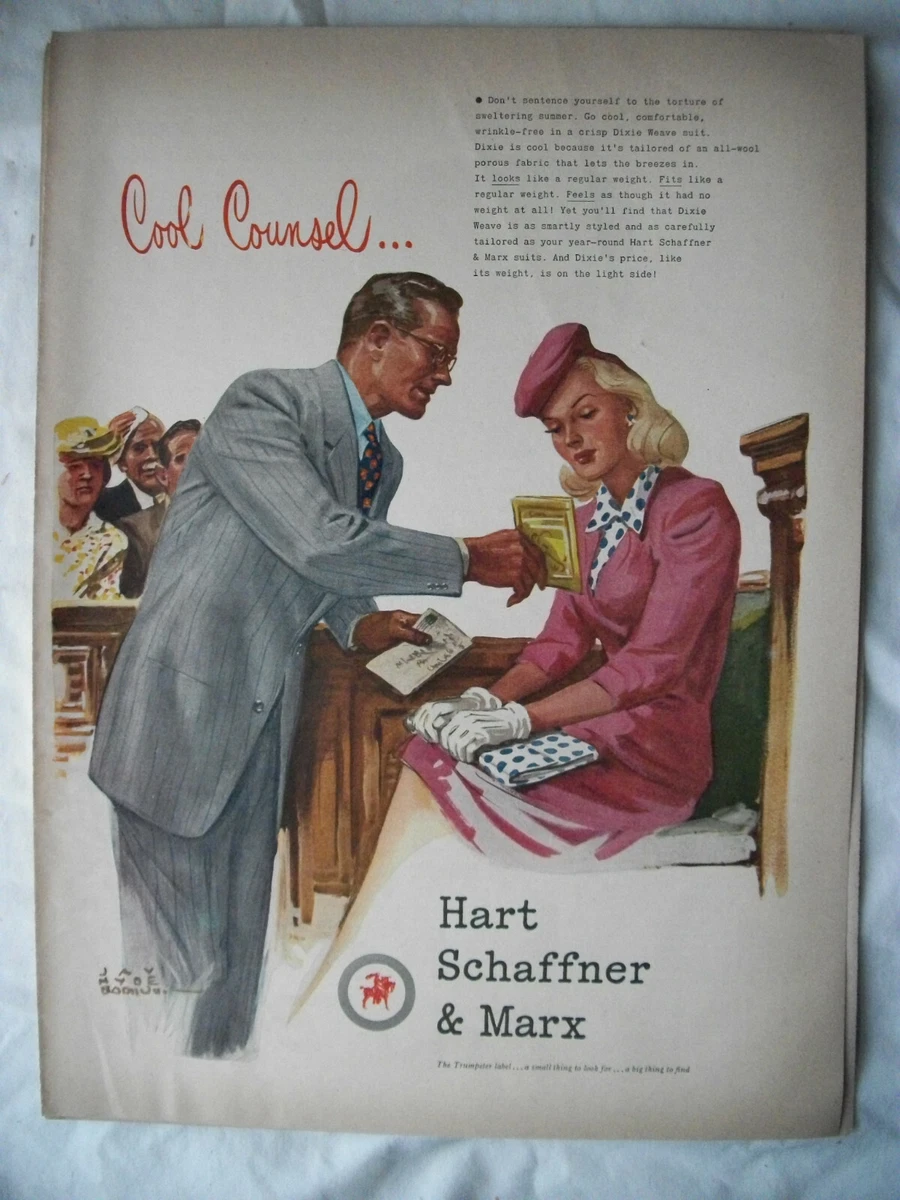 ● Don't sentence yourself to the torture of
sweltering summer. Go cool, comfortable,
wrinkle-free in a crisp Dixie Weave suit.
Dixie is cool because it's tailored of an all-wool
porous fabric that lets the breezes in.
It looks like a regular weight. Fits like a
regular weight. Feels as though it had no
weight at all! Yet you'll find that Dixie
Weave is as smartly styled and as carefully
tailored as your year-round Hart Schaffner
& Marx suits. And Dixie's price, like
its weight, is on the light side!
Cool Counsel...
Hart
Schaffner
& Marx
The Trumpeter label...a small thing to look for...a big thing to find